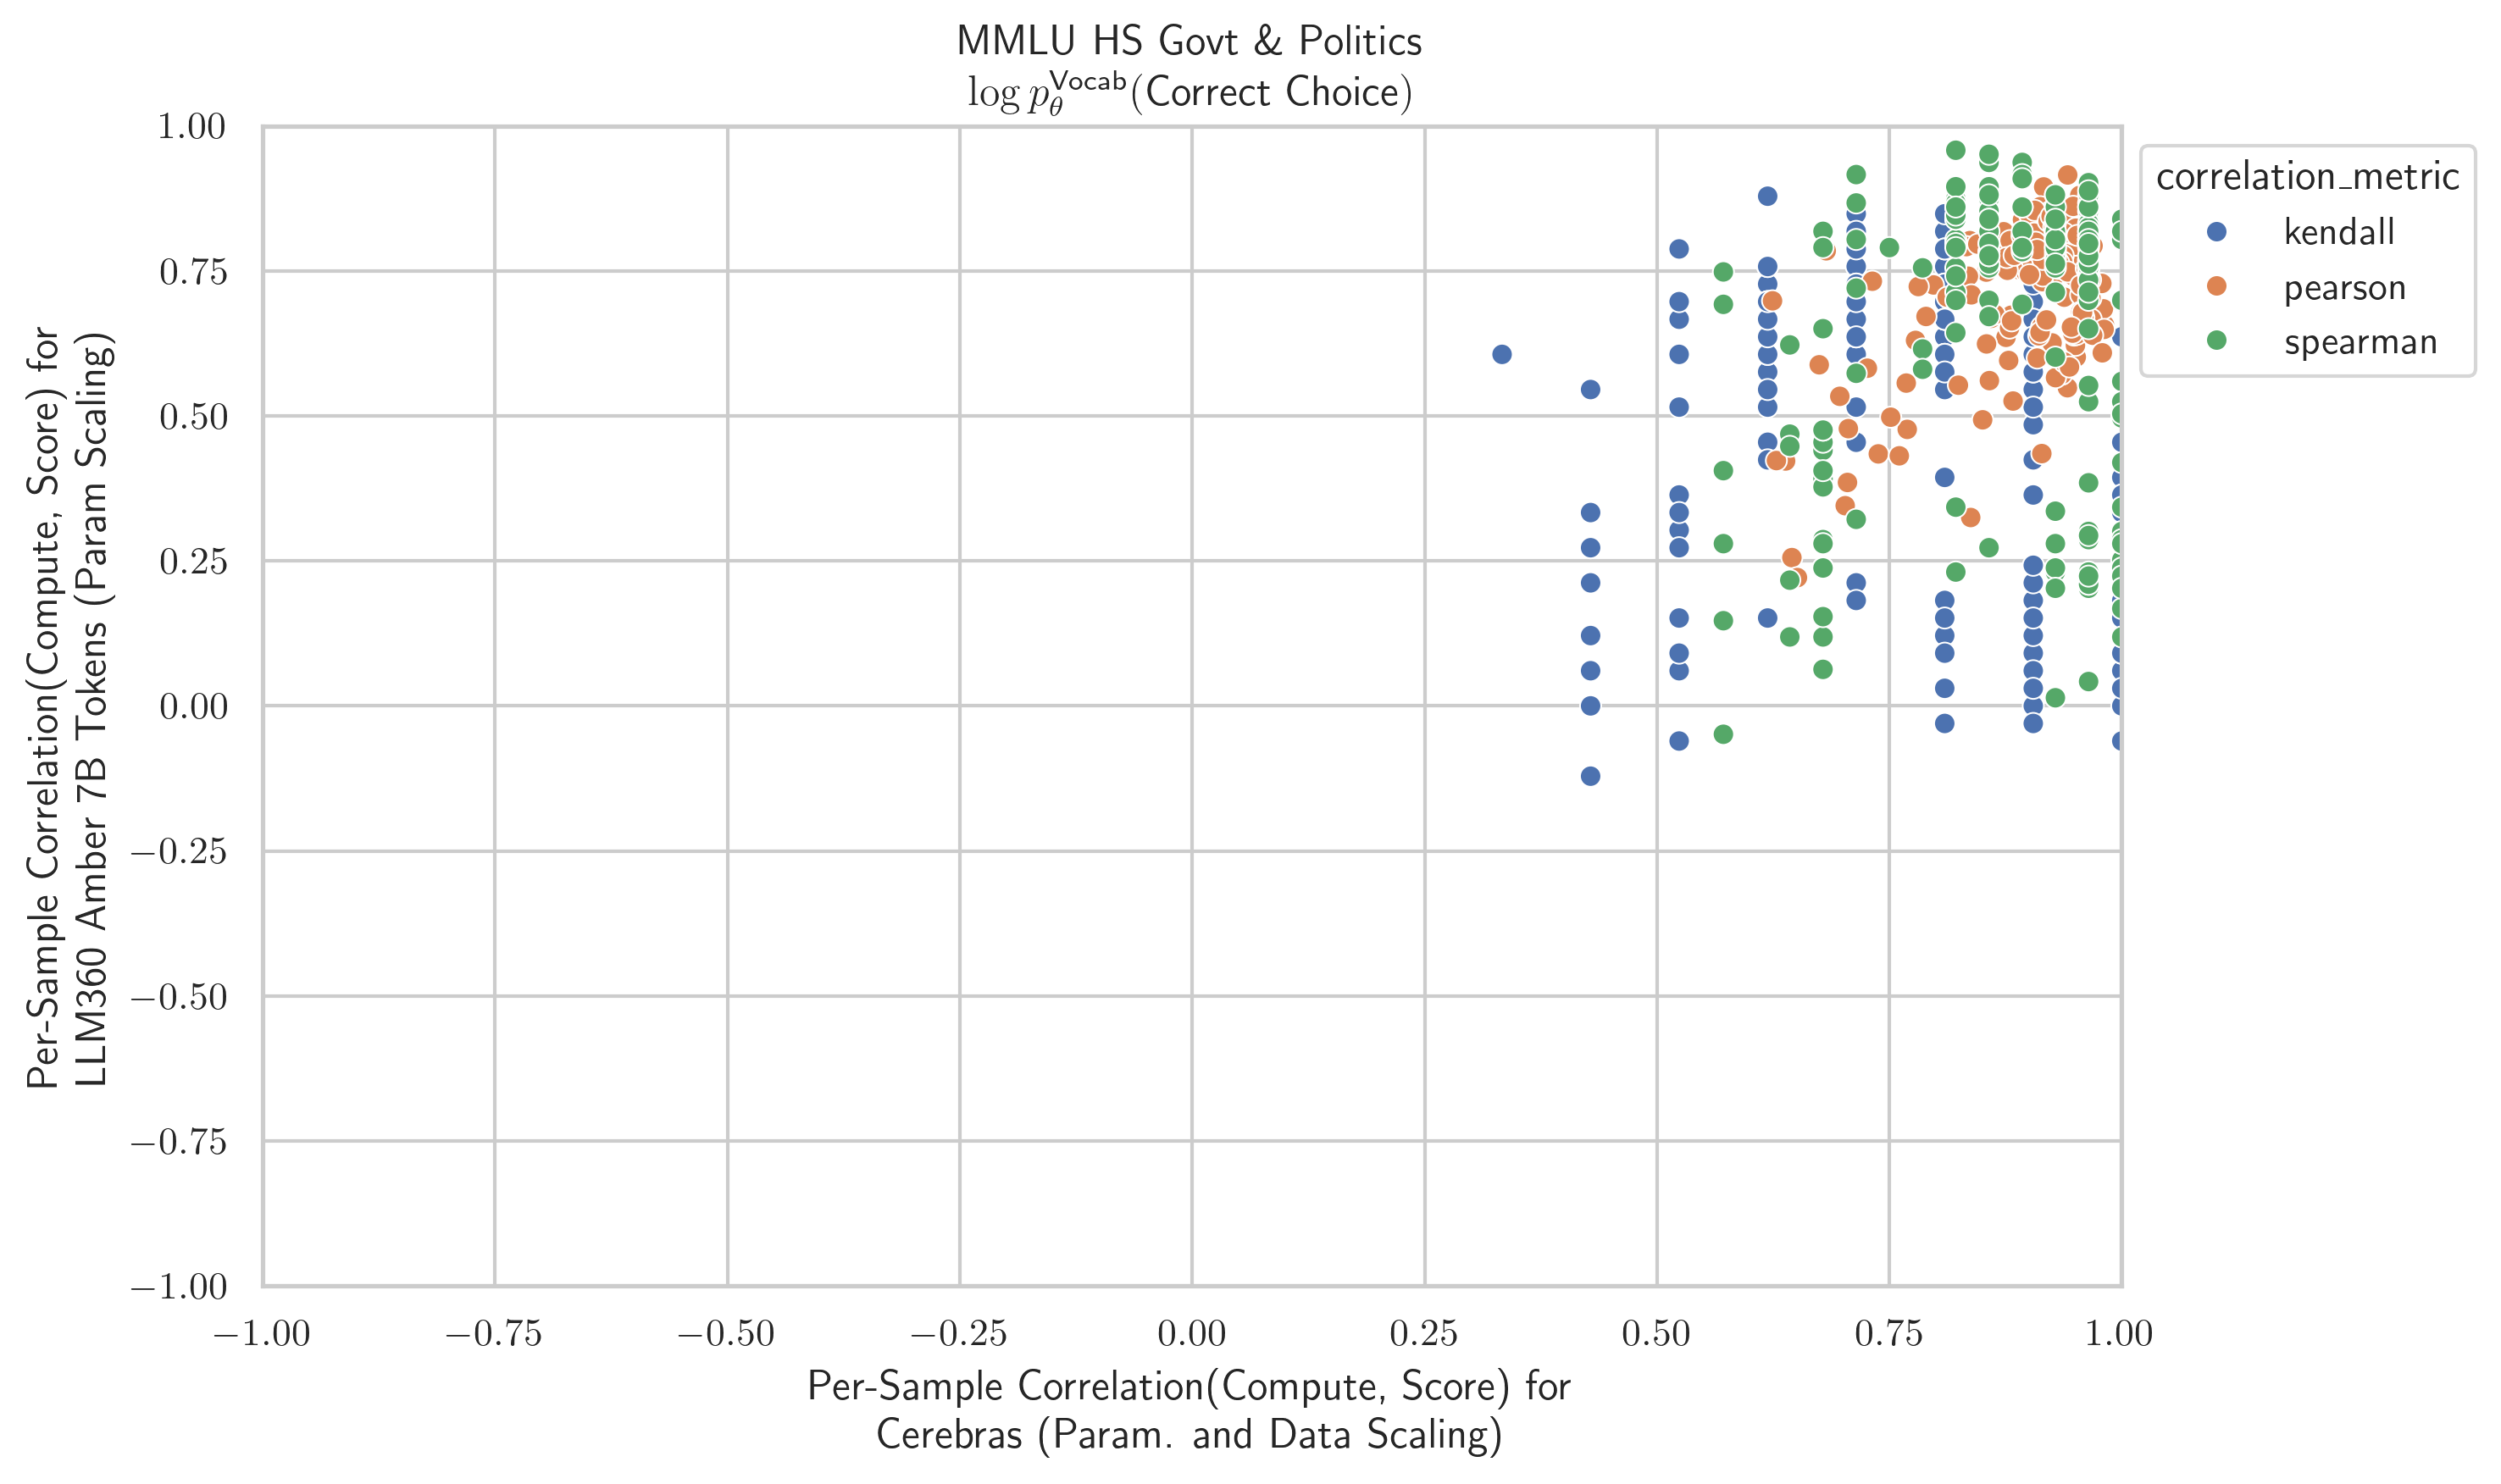 MMLU HS Govt & Politics
log p_θ^Vocab(Correct Choice)
1.00
0.75
0.50
0.25
0.00
−0.25
−0.50
−0.75
−1.00
Per-Sample Correlation(Compute, Score) for
LLM360 Amber 7B Tokens (Param Scaling)
−1.00 −0.75 −0.50 −0.25 0.00 0.25 0.50 0.75 1.00
Per-Sample Correlation(Compute, Score) for
Cerebras (Param. and Data Scaling)
correlation_metric
kendall
pearson
spearman